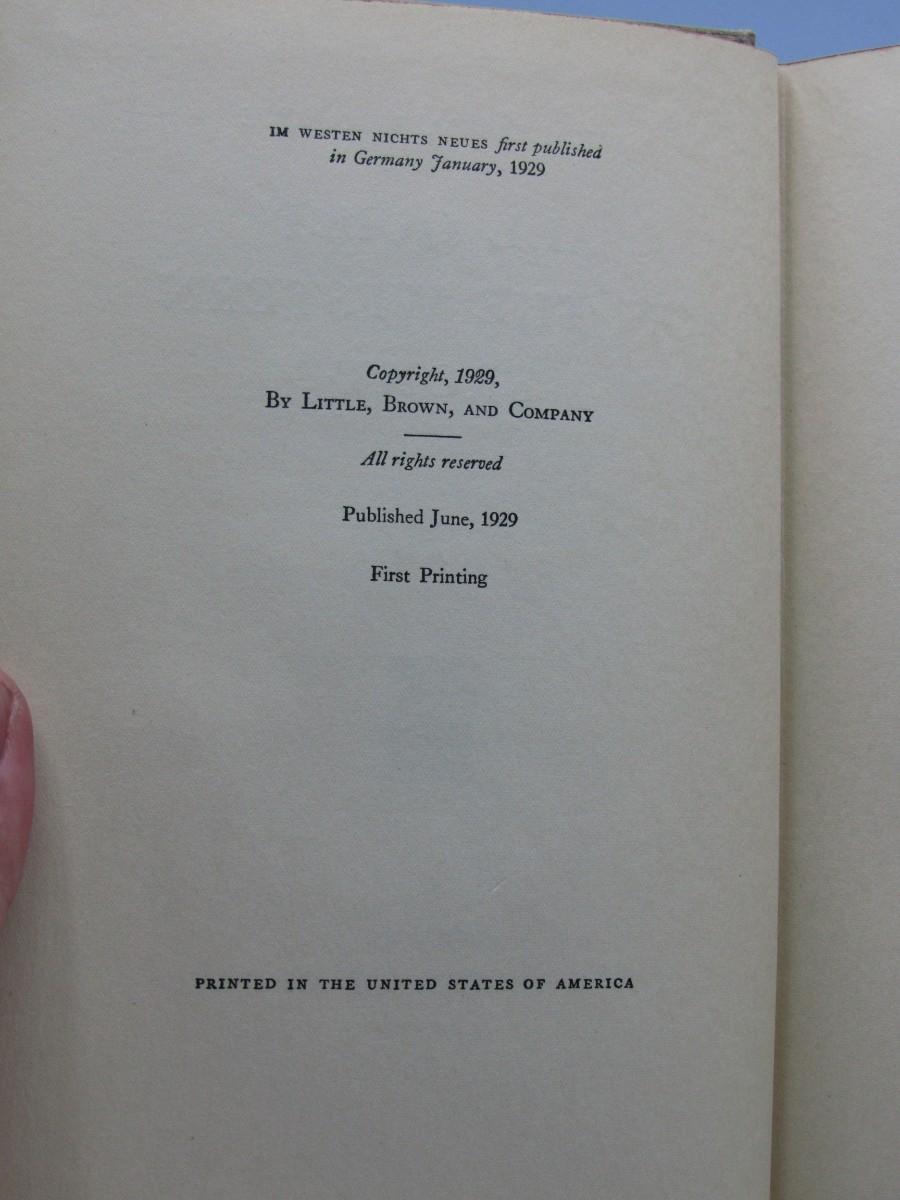 IM WESTEN NICHTS NEUES first published
in Germany January, 1929
Copyright, 1929,
By Little, Brown, and Company
All rights reserved
Published June, 1929
First Printing
PRINTED IN THE UNITED STATES OF AMERICA